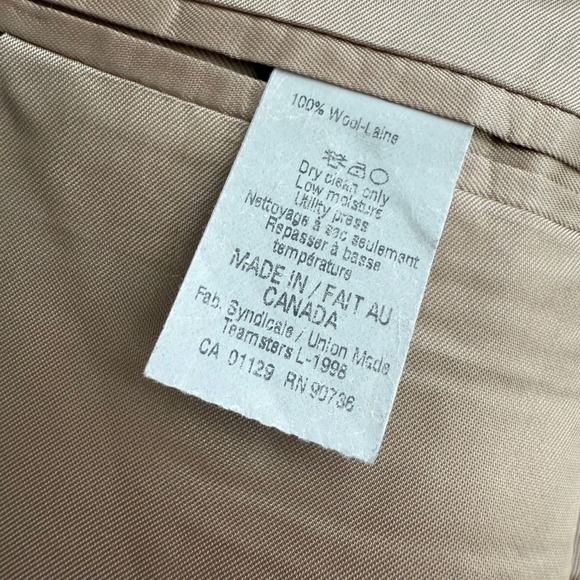 100% Wool-Laine
Dry clean only
Low moisture
Utility press
Nettoyage à sac seulement
Repasser à basse
température
MADE IN / FAIT AU
CANADA
Fab. Syndicale / Union Made
Teamsters L-1998
CA 01129 RN 90736